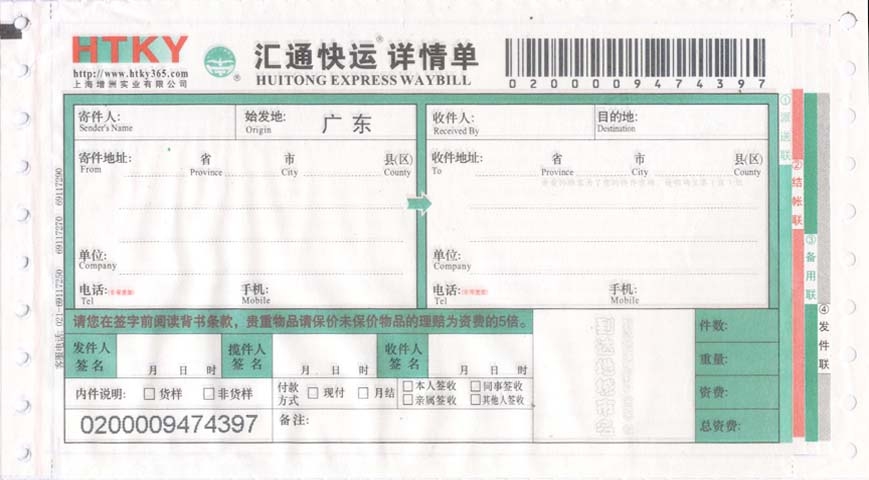 HTKY
http://www.htky365.com
上海增洲实业有限公司
®
汇通快运® 详情单
HUITONG EXPRESS WAYBILL
0200009474397
寄件人:
Sender's Name
始发地: 广东
Origin
收件人:
Received By
目的地:
Destination
寄件地址: 省 市 县(区)
From Province City County
收件地址: 省 市 县(区)
To Province City County
单位:
Company
单位:
Company
电话: 手机:
Tel Mobile
电话: 手机:
Tel Mobile
请您在签字前阅读背书条款，贵重物品请保价未保价物品的理赔为资费的5倍。
发件人
签名 月 日 时
揽件人
签名 月 日 时
收件人
签名 月 日 时
内件说明: □货样 □非货样
付款
方式 □现付 □月结
□本人签收 □同事签收
□亲属签收 □其他人签收
0200009474397
备注:
件数:
重量:
资费:
总资费:
①派送联
②结帐联
③备用联
④发件联
客服电话: 021-69117250 69117270 69117290